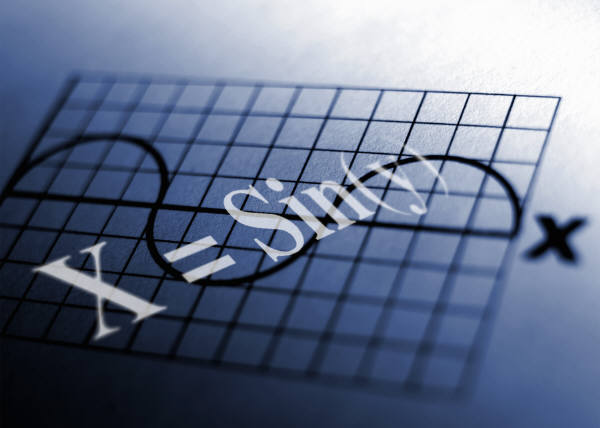 X = Sin(y)
x